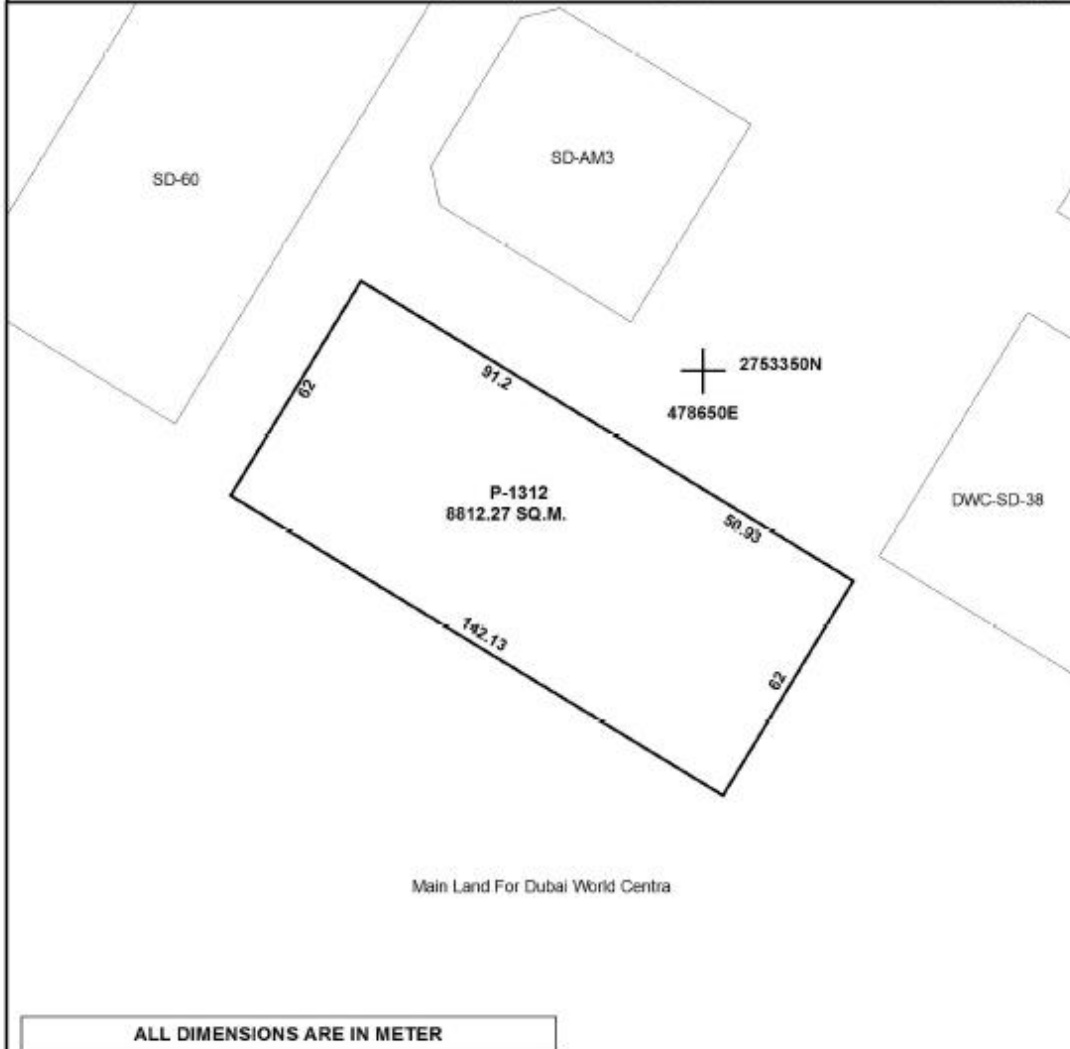 SD-AM3
SD-60
2753350N
62
91.2
478650E
P-1312
8812.27 SQ.M.
DWC-SD-38
50.93
142.13
62
Main Land For Dubai World Centra
ALL DIMENSIONS ARE IN METER